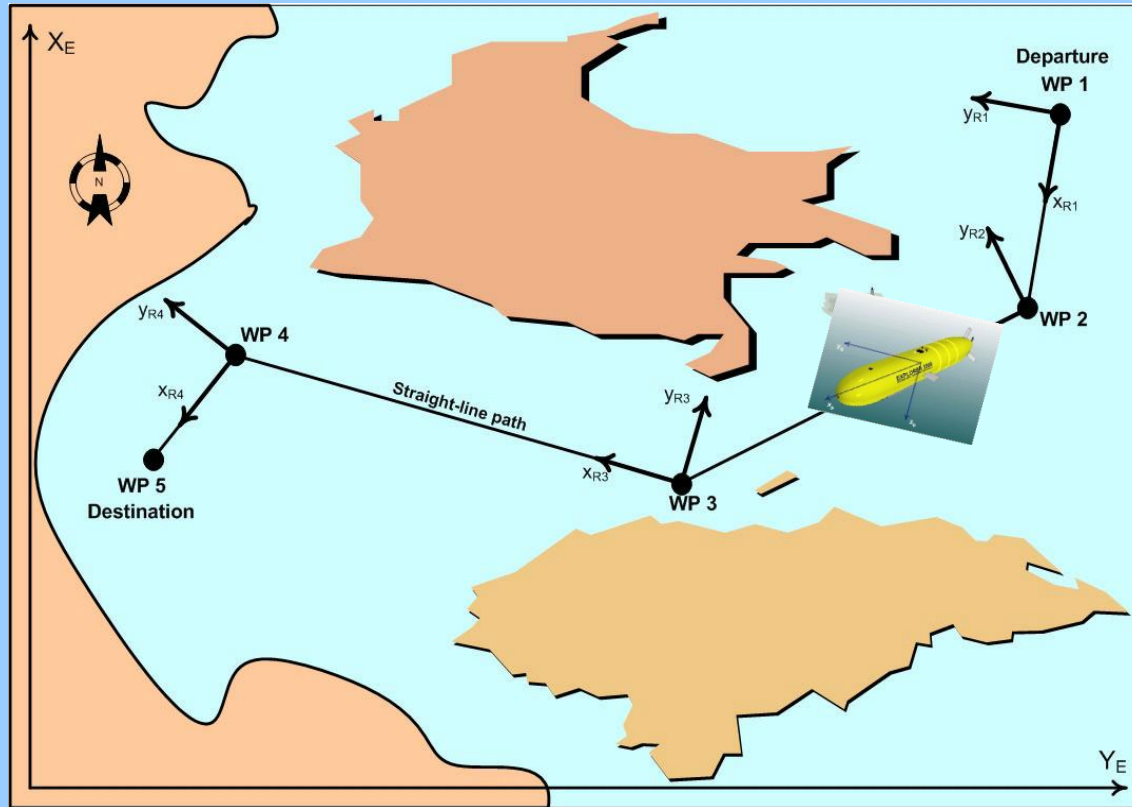 X_E
Departure
WP 1
y_R1
N
x_R1
y_R2
WP 2
y_R4
WP 4
EXPLORER
x_R4
Straight-line path
y_R3
x_R3
WP 5
Destination
WP 3
Y_E